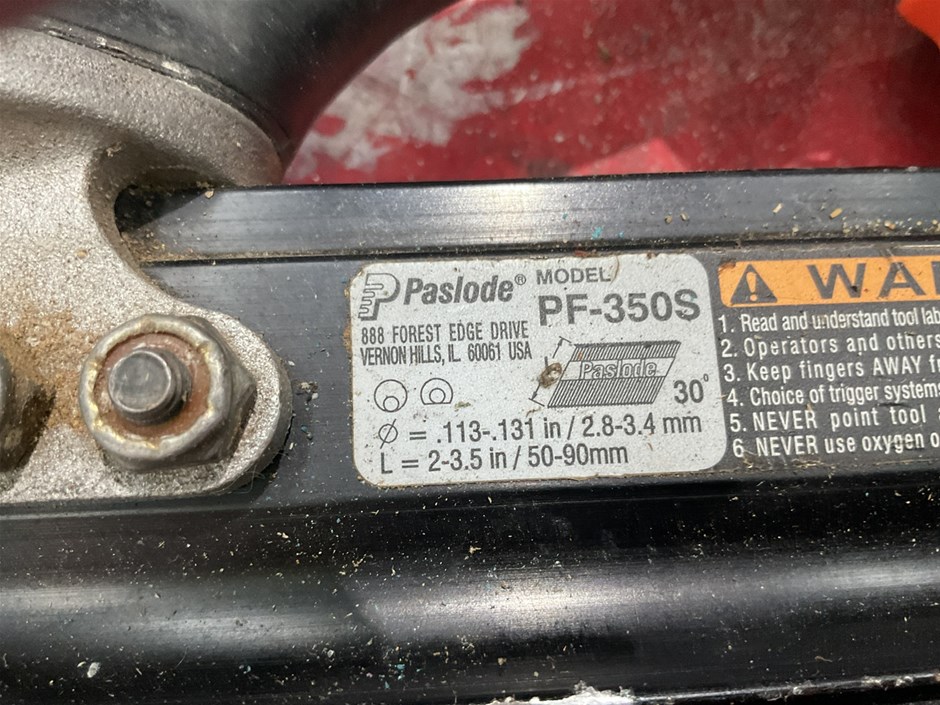 Paslode® MODEL
PF-350S
888 FOREST EDGE DRIVE
VERNON HILLS, IL 60061 USA
L
Paslode
30°
Ø = .113-.131 in / 2.8-3.4 mm
L = 2-3.5 in / 50-90mm
WAR
1. Read and understand tool lab
2. Operators and others
3. Keep fingers AWAY fr
4. Choice of trigger systems
5. NEVER point tool
6 NEVER use oxygen o